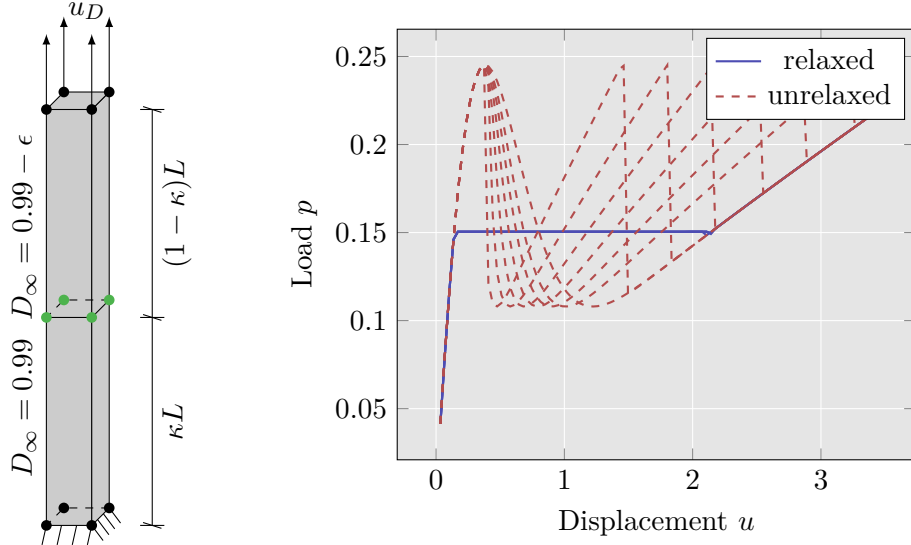 u_D
D_∞ = 0.99 − ϵ
(1 − κ)L
D_∞ = 0.99
κL
relaxed
unrelaxed
Load p
0.25
0.2
0.15
0.1
0.05
0 1 2 3
Displacement u